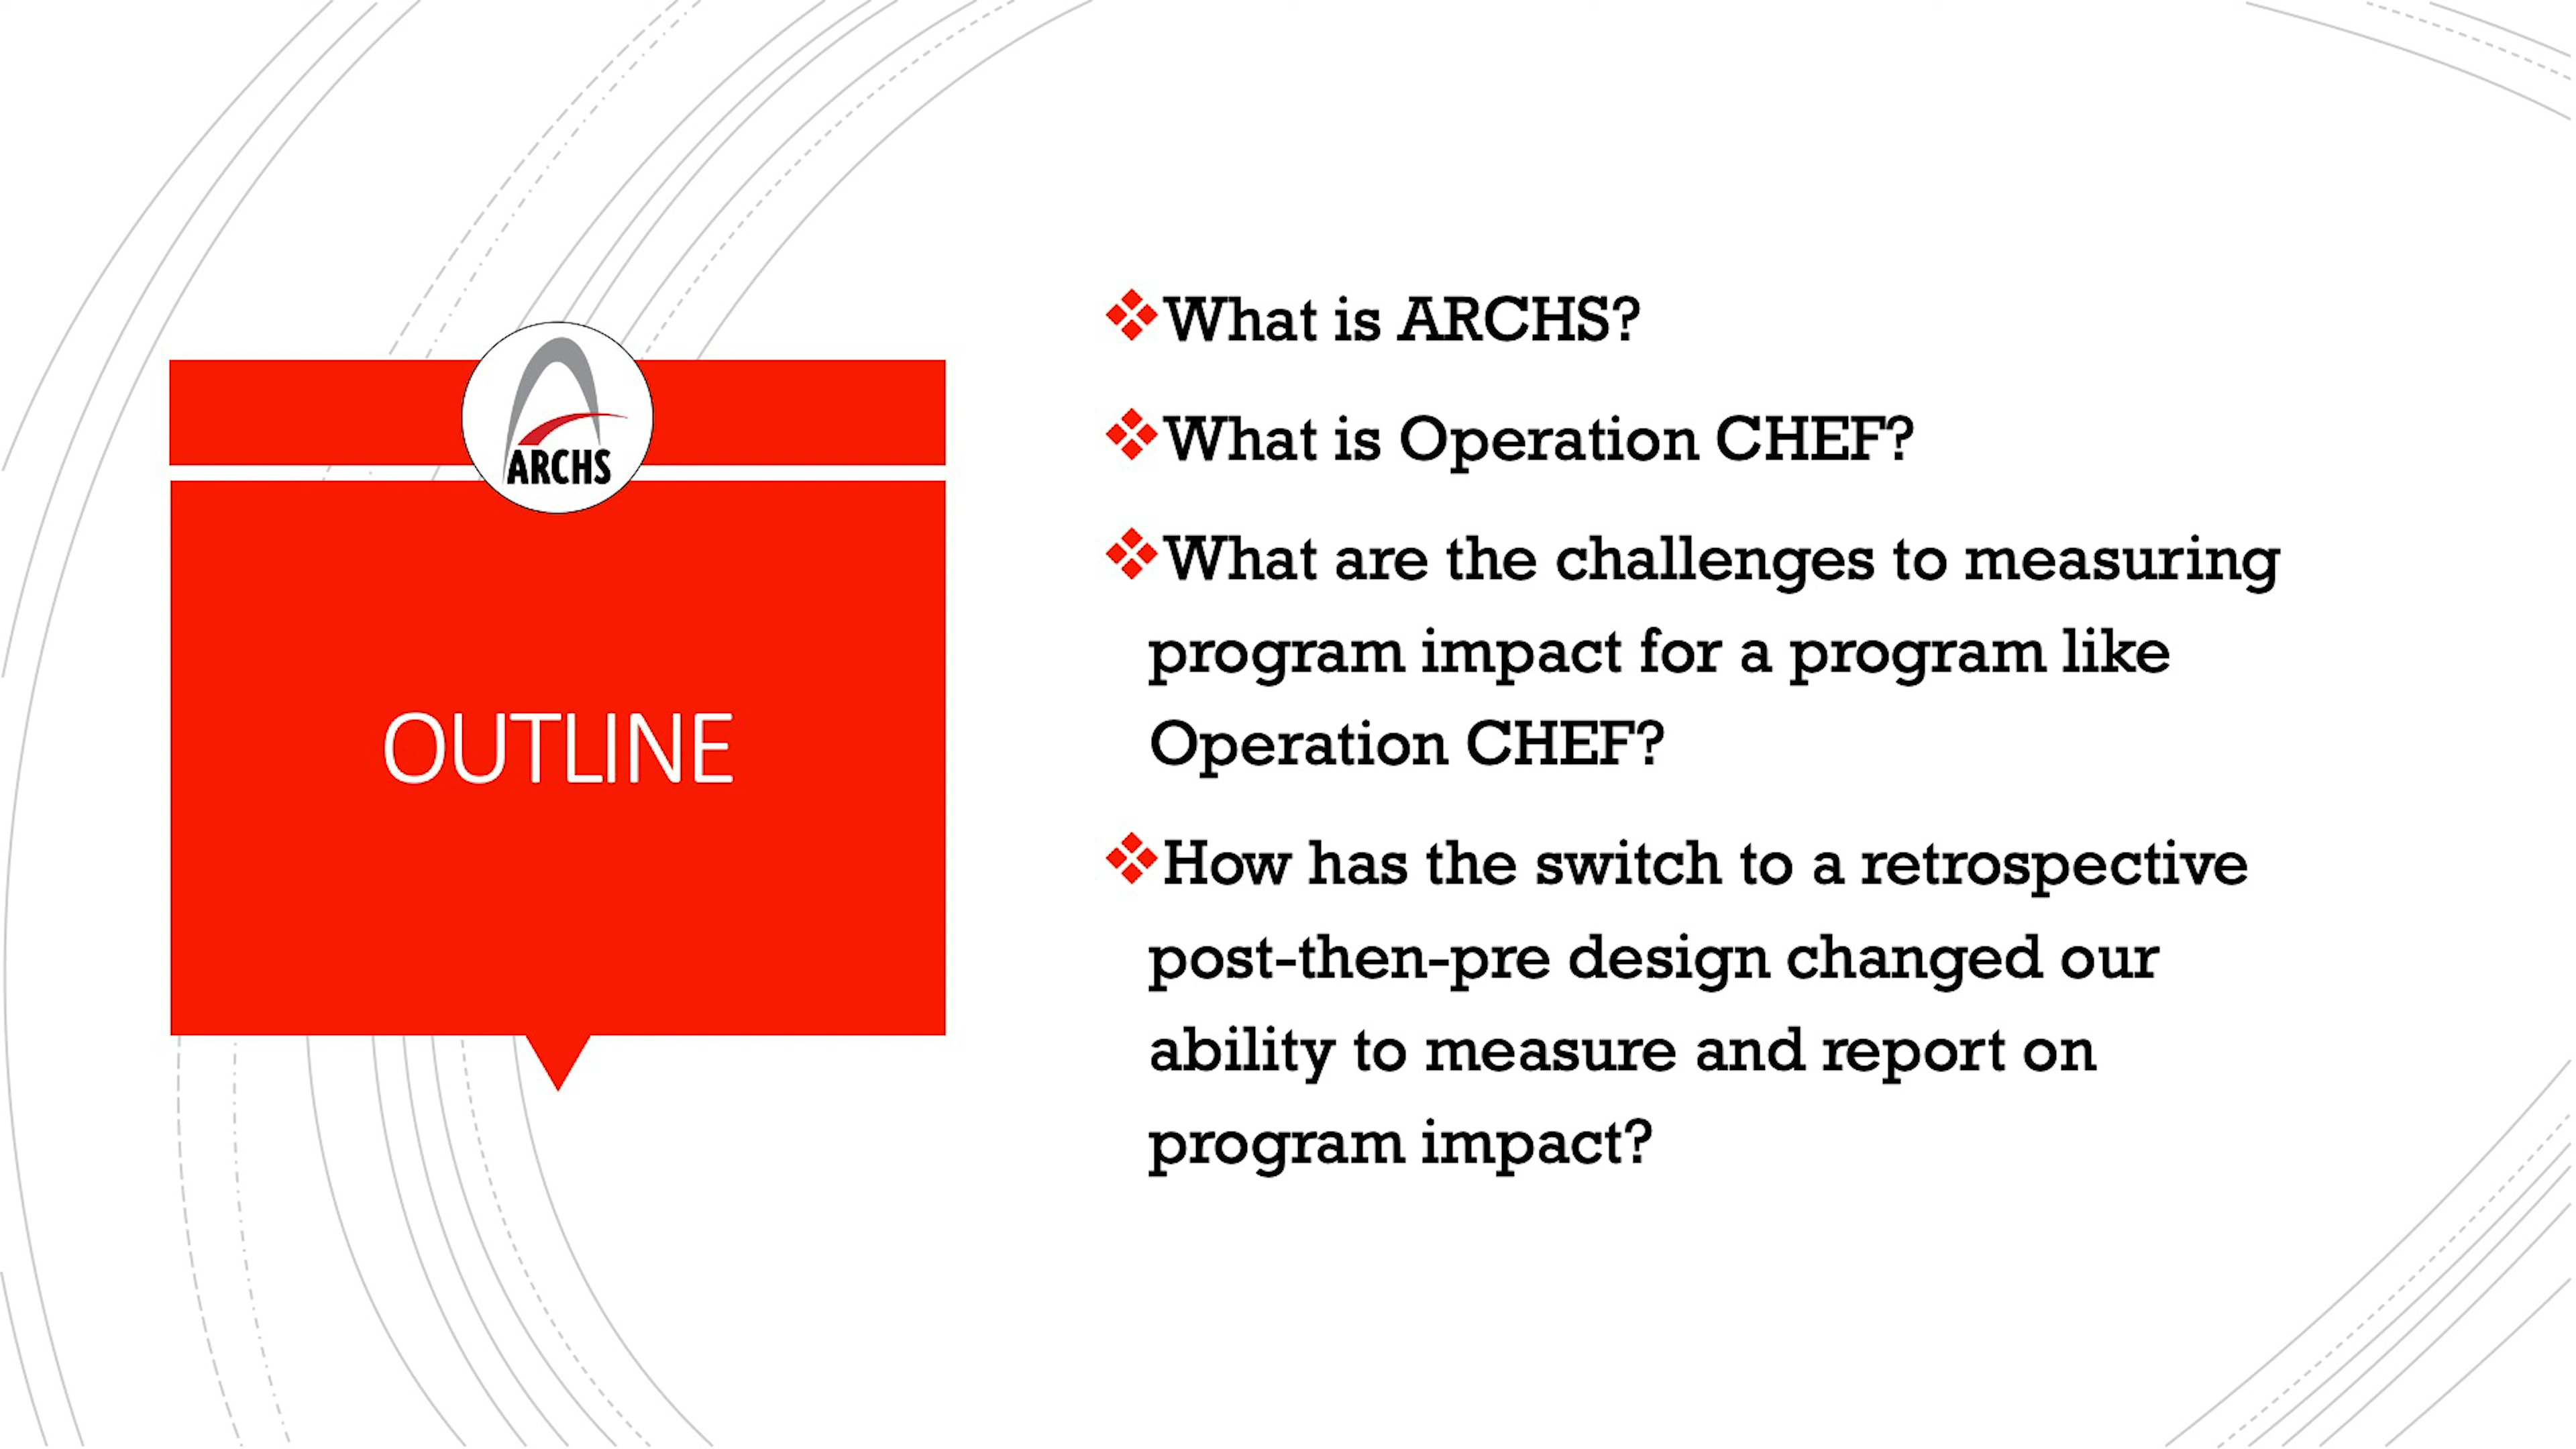 ARCHS
OUTLINE
What is ARCHS?
What is Operation CHEF?
What are the challenges to measuring
program impact for a program like
Operation CHEF?
How has the switch to a retrospective
post-then-pre design changed our
ability to measure and report on
program impact?